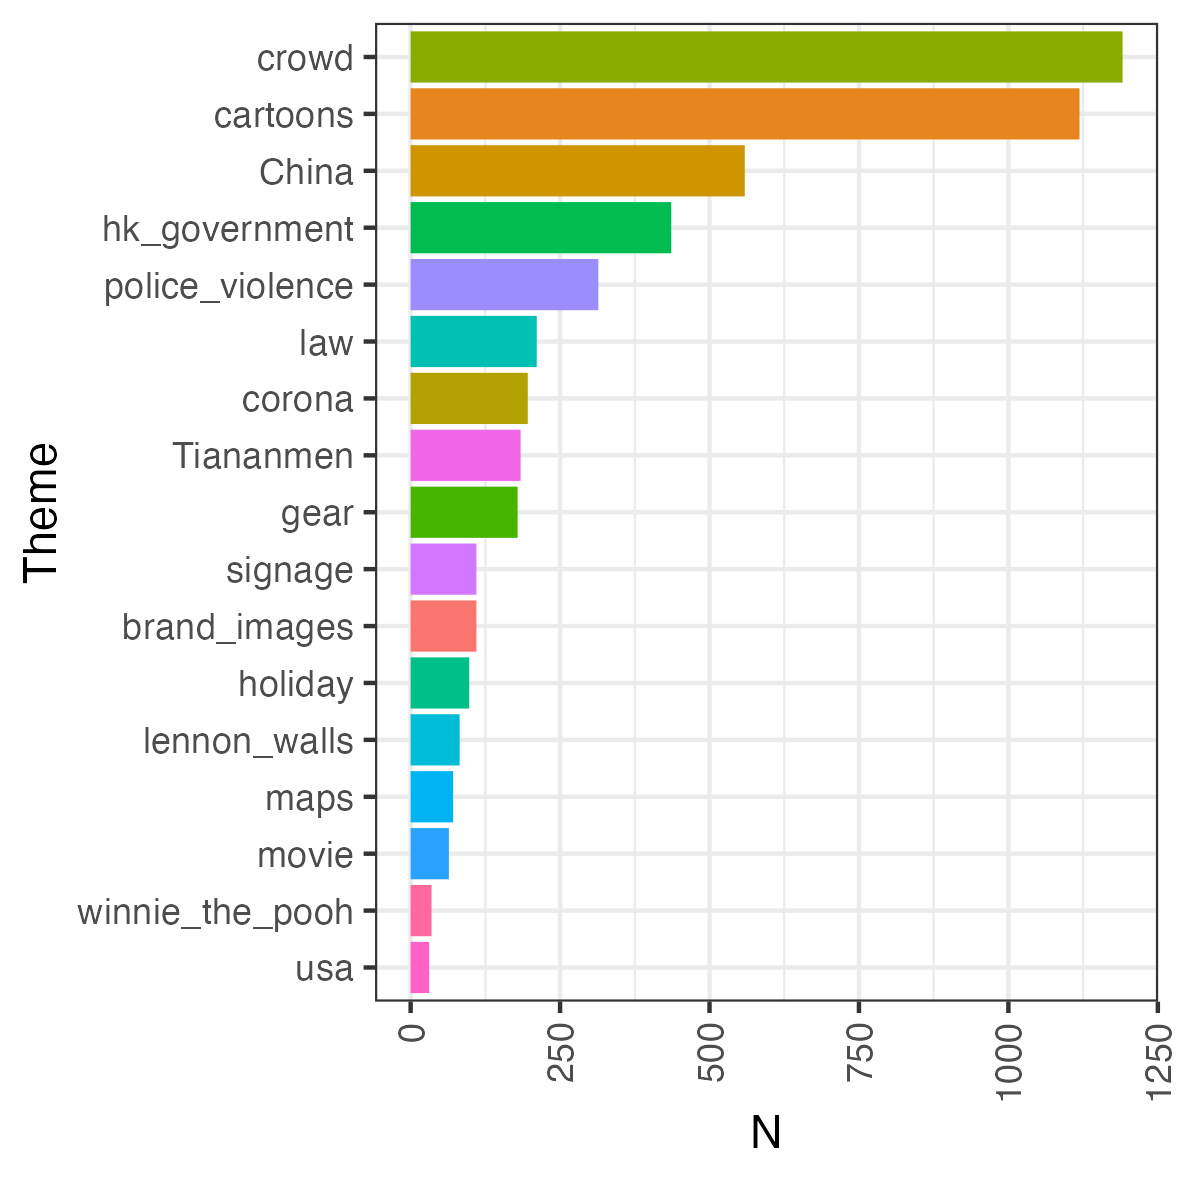 Theme
crowd
cartoons
China
hk_government
police_violence
law
corona
Tiananmen
gear
signage
brand_images
holiday
lennon_walls
maps
movie
winnie_the_pooh
usa
0 250 500 750 1000 1250
N